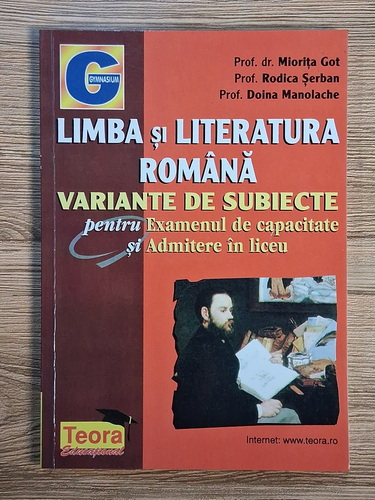 G
GYMNASIUM
Prof. dr. Miorița Got
Prof. Rodica Șerban
Prof. Doina Manolache
LIMBA și LITERATURA
ROMÂNĂ
VARIANTE DE SUBIECTE
pentru Examenul de capacitate
și Admitere în liceu
Teora
Educațional
Internet: www.teora.ro